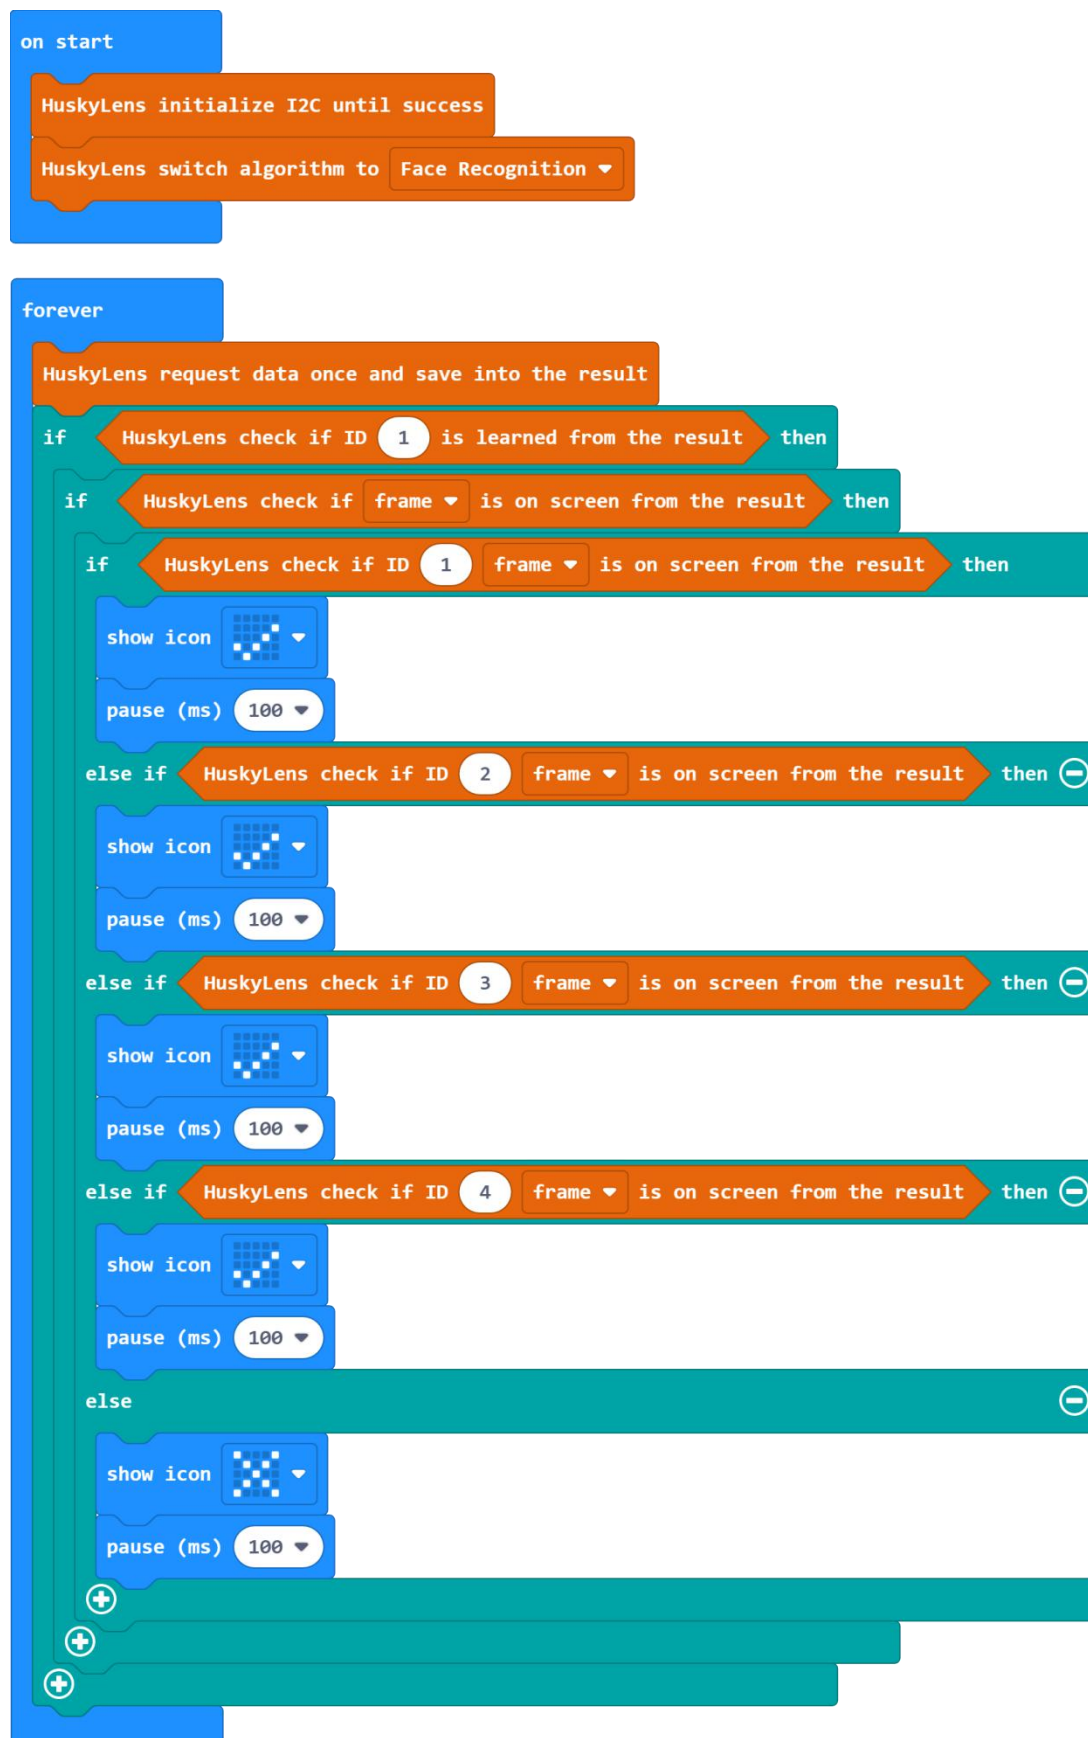 on start
HuskyLens initialize I2C until success
HuskyLens switch algorithm to Face Recognition
forever
HuskyLens request data once and save into the result
if HuskyLens check if ID 1 is learned from the result then
if HuskyLens check if frame is on screen from the result then
if HuskyLens check if ID 1 frame is on screen from the result then
show icon
pause (ms) 100
else if HuskyLens check if ID 2 frame is on screen from the result then
show icon
pause (ms) 100
else if HuskyLens check if ID 3 frame is on screen from the result then
show icon
pause (ms) 100
else if HuskyLens check if ID 4 frame is on screen from the result then
show icon
pause (ms) 100
else
show icon
pause (ms) 100